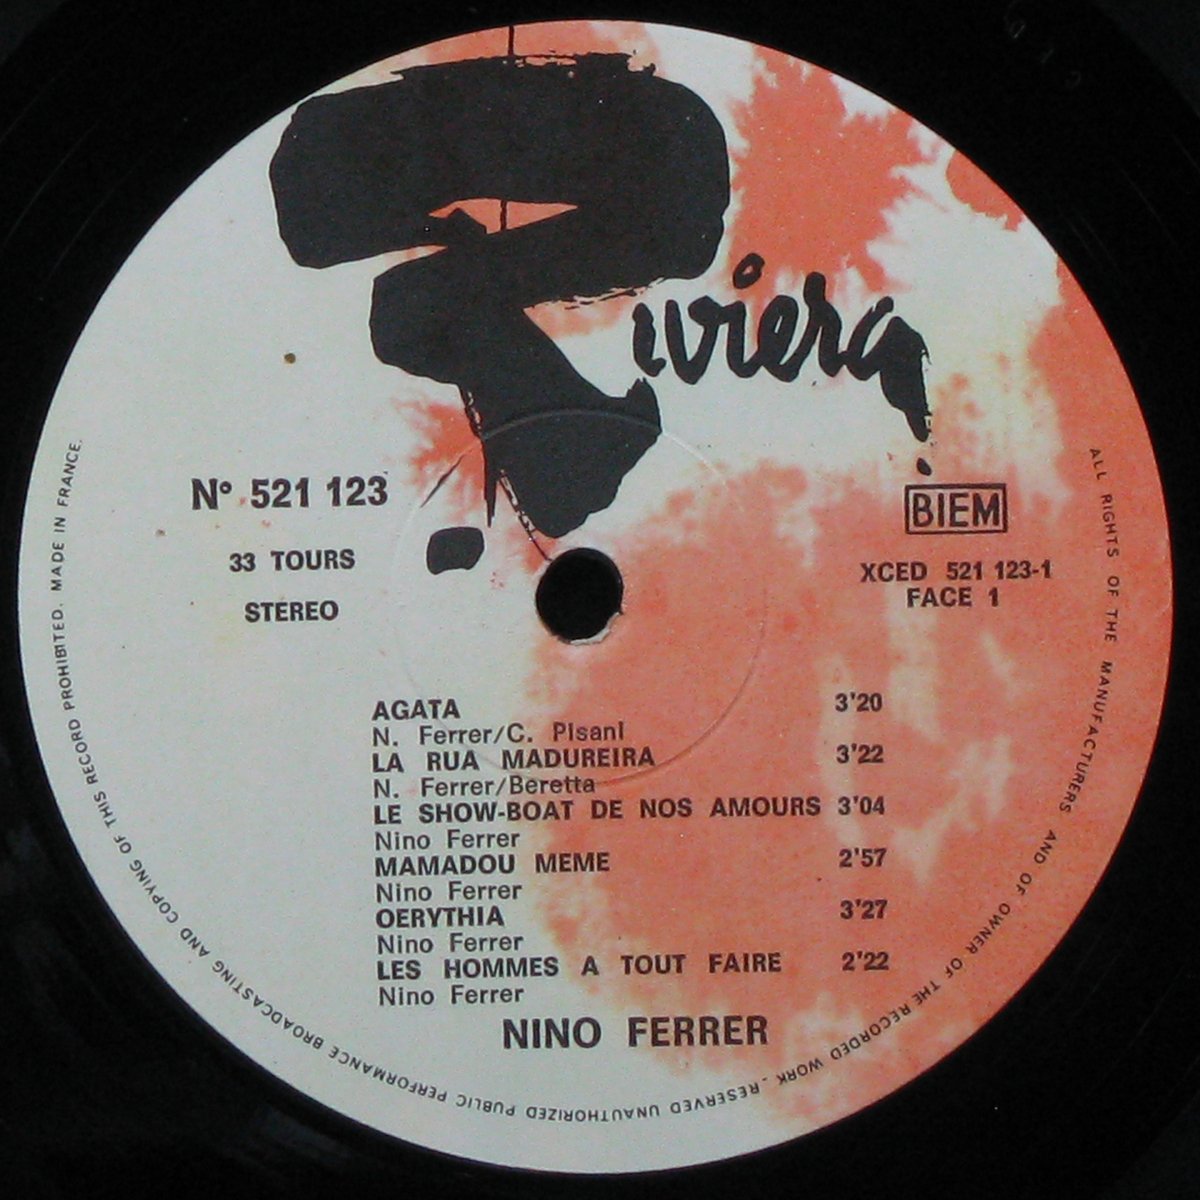 Riviera
N° 521 123
BIEM
33 TOURS
XCED 521 123-1
STEREO
FACE 1
AGATA 3'20
N. Ferrer/C. Pisani
LA RUA MADUREIRA 3'22
N. Ferrer/Beretta
LE SHOW-BOAT DE NOS AMOURS 3'04
Nino Ferrer
MAMADOU MEME 2'57
Nino Ferrer
OERYTHIA 3'27
Nino Ferrer
LES HOMMES A TOUT FAIRE 2'22
Nino Ferrer
NINO FERRER
ALL RIGHTS OF THE MANUFACTURERS AND OF OWNER OF THE RECORDED WORK - RESERVED UNAUTHORIZED PUBLIC PERFORMANCE BROADCASTING AND COPYING OF THIS RECORD PROHIBITED. MADE IN FRANCE.